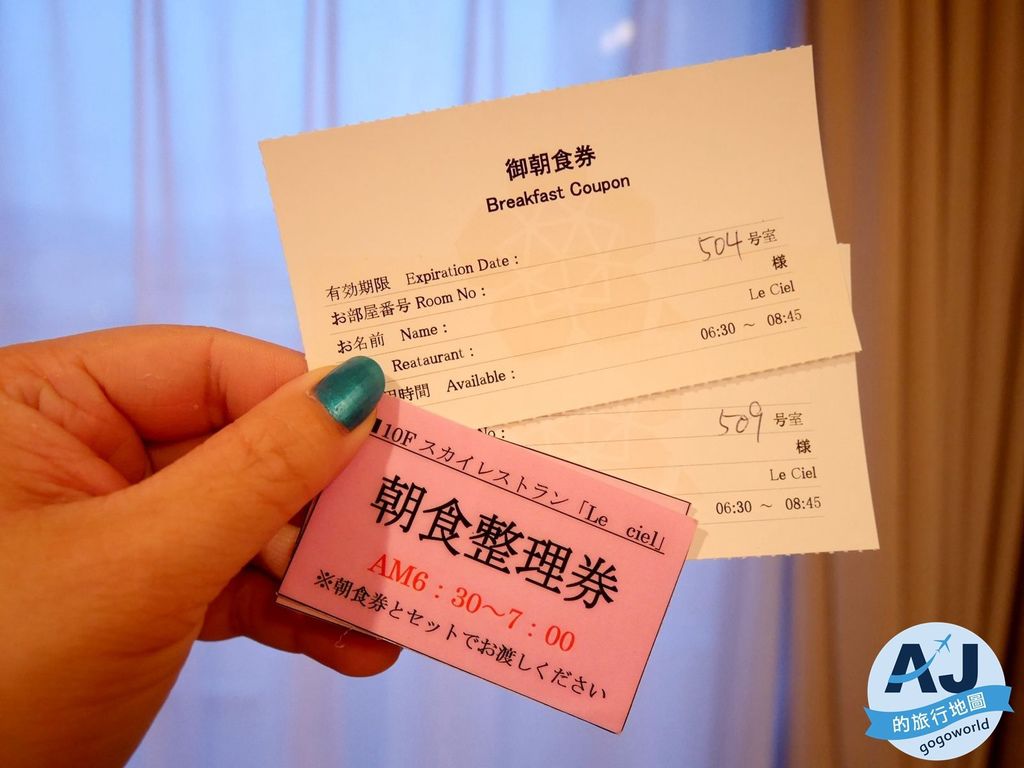 御朝食券
Breakfast Coupon
有効期限 Expiration Date :
お部屋番号 Room No : 504 号室
お名前 Name : 様
Reataurant : Le Ciel
時間 Available : 06:30 ～ 08:45
No : 509 号室
様
Le Ciel
06:30 ～ 08:45
10F スカイレストラン「Le ciel」
朝食整理券
AM6：30～7：00
※朝食券とセットでお渡しください
AJ
的旅行地圖
gogoworld